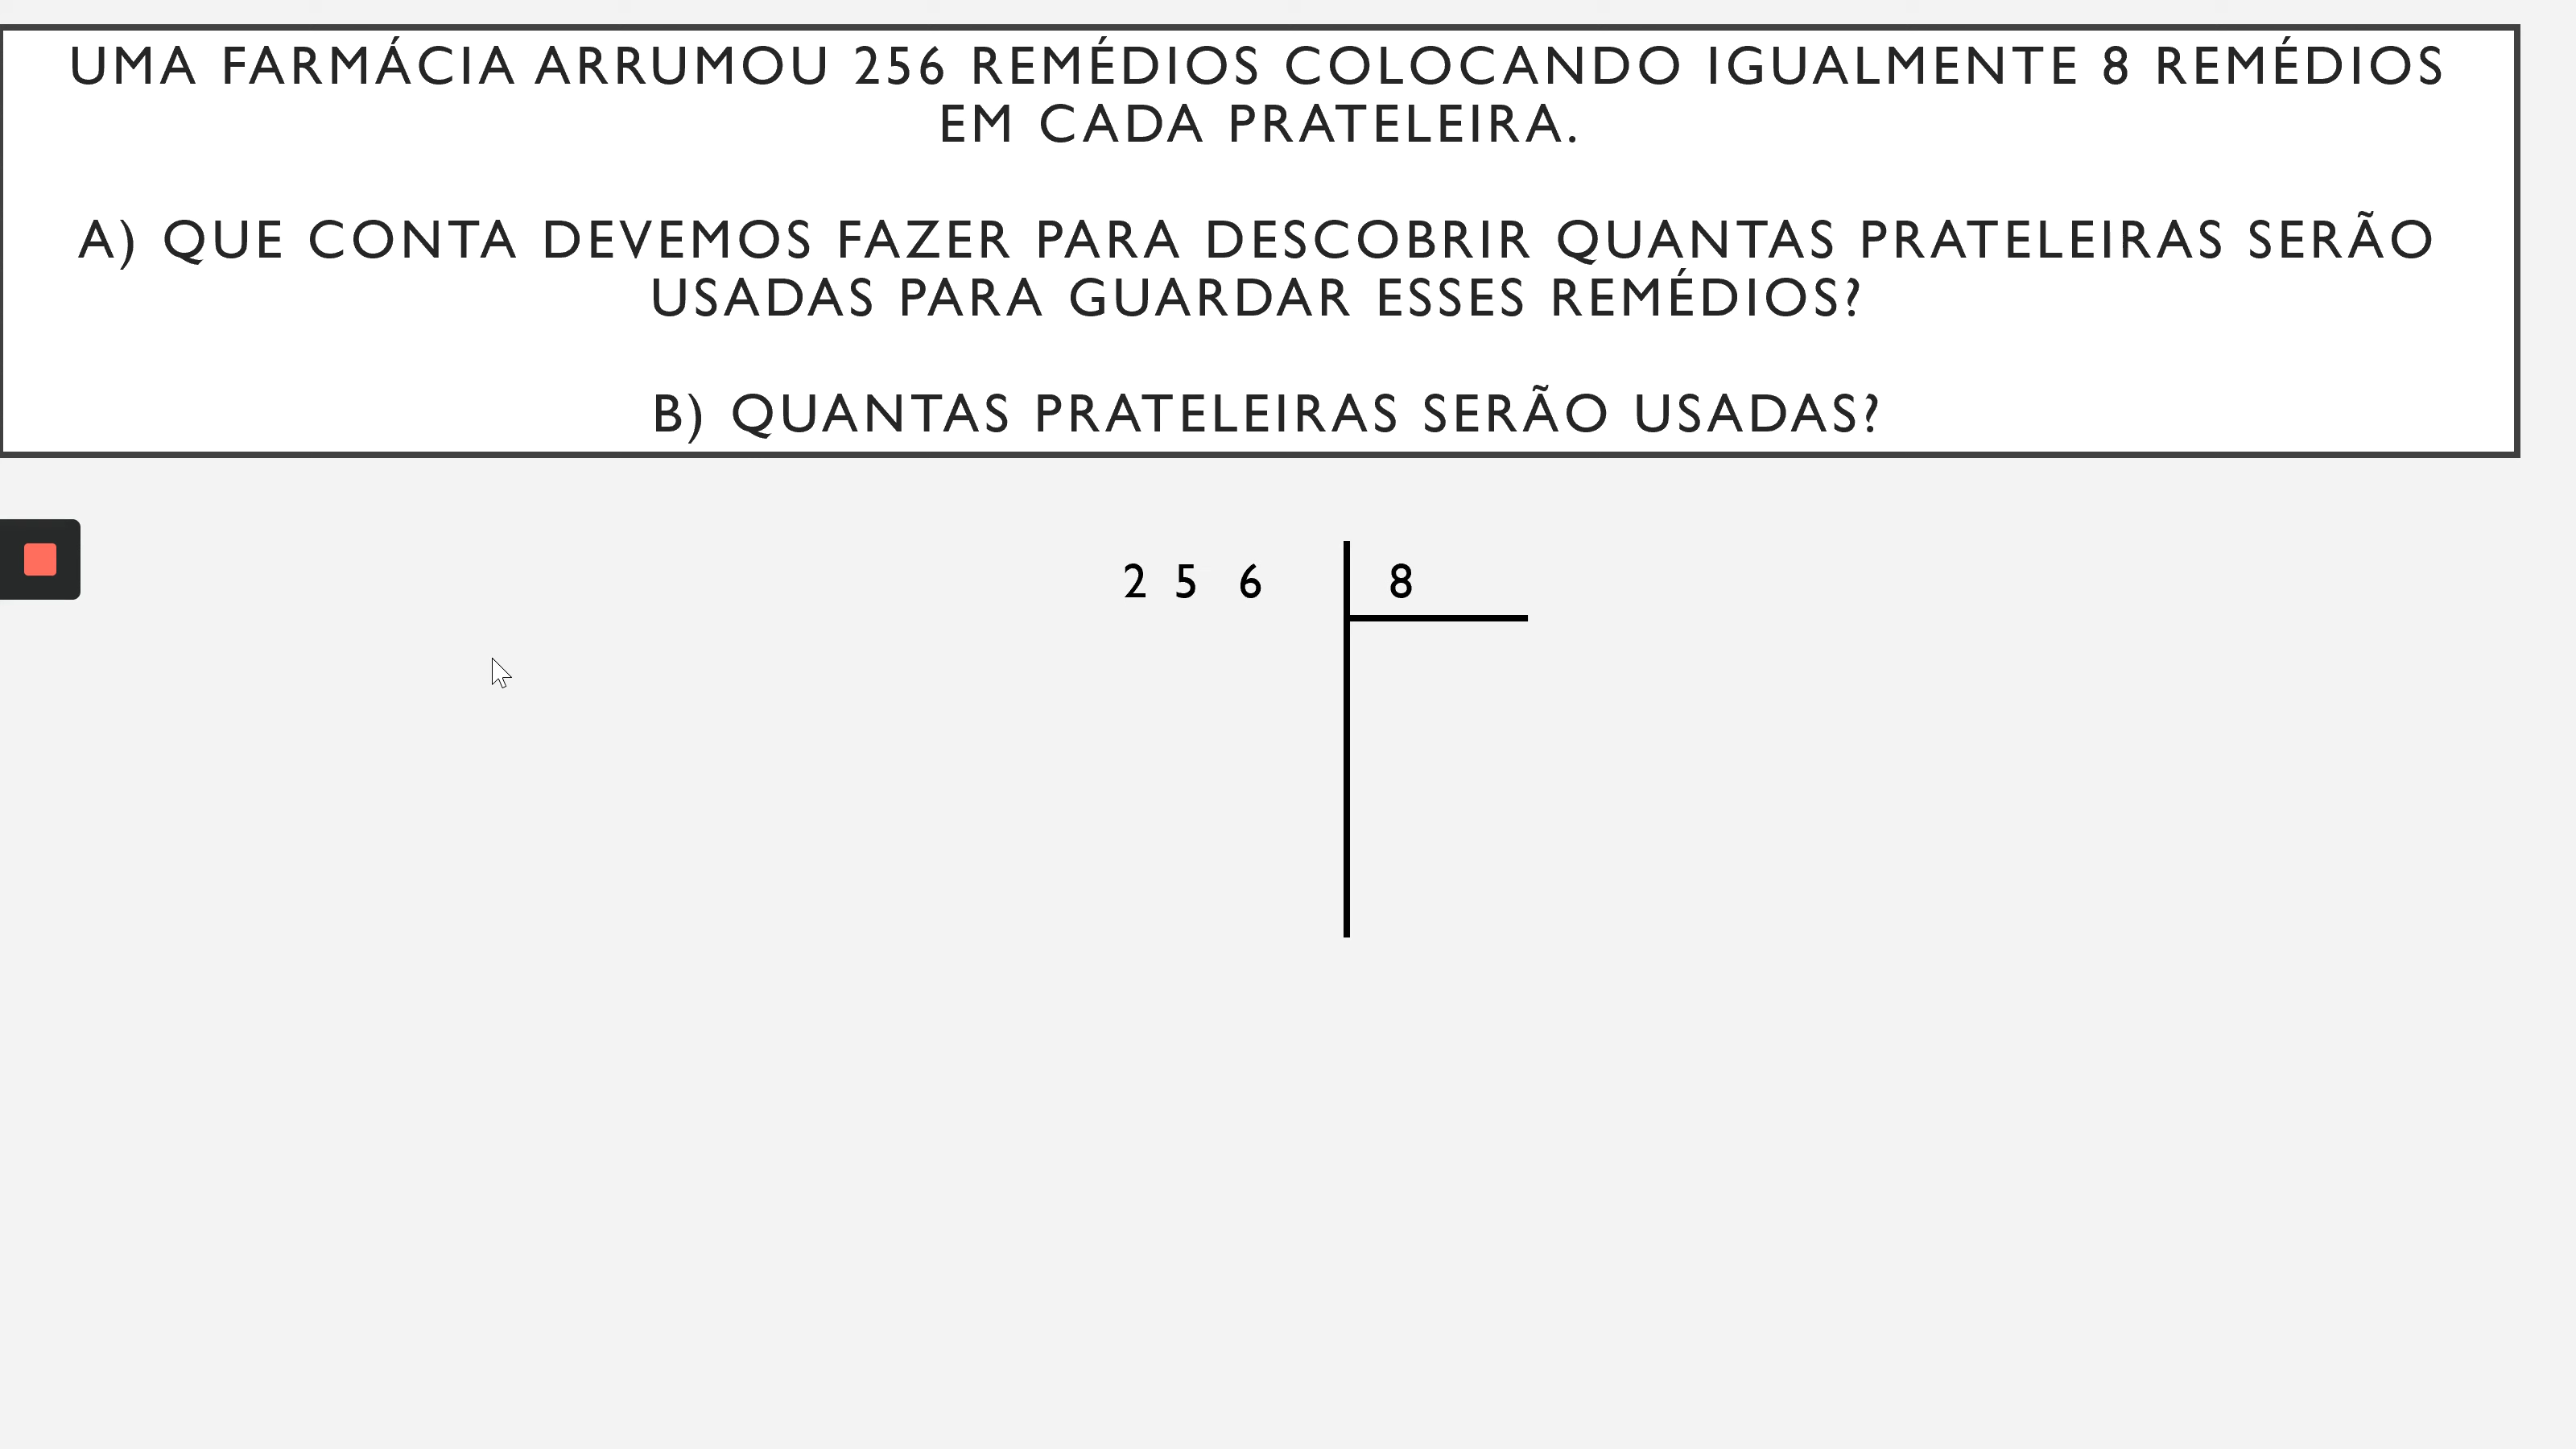 UMA FARMÁCIA ARRUMOU 256 REMÉDIOS COLOCANDO IGUALMENTE 8 REMÉDIOS
EM CADA PRATELEIRA.
A) QUE CONTA DEVEMOS FAZER PARA DESCOBRIR QUANTAS PRATELEIRAS SERÃO
USADAS PARA GUARDAR ESSES REMÉDIOS?
B) QUANTAS PRATELEIRAS SERÃO USADAS?
2 5 6 8